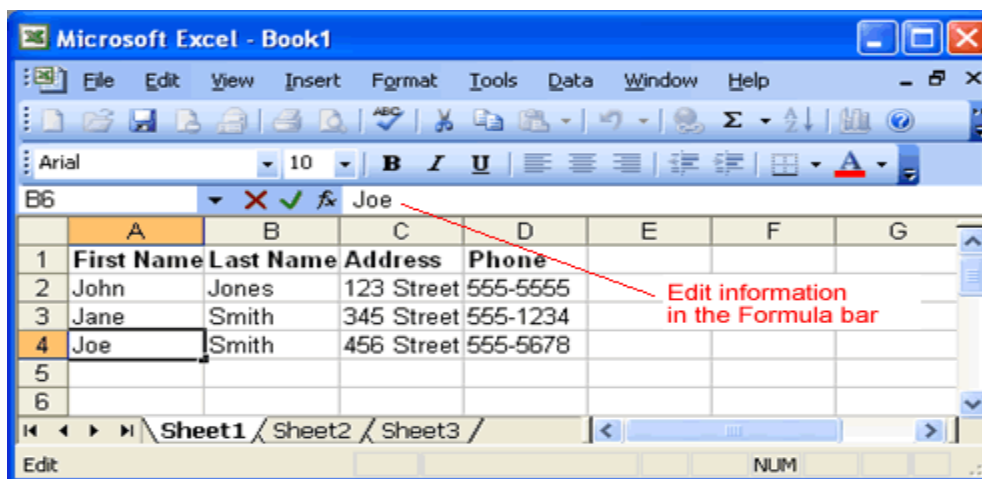 Microsoft Excel - Book1
File Edit View Insert Format Tools Data Window Help
ABC Σ
Arial 10 B I U A
B6 fx Joe
A B C D E F G
1 First Name Last Name Address Phone
2 John Jones 123 Street 555-5555
3 Jane Smith 345 Street 555-1234
4 Joe Smith 456 Street 555-5678
5
6
Edit information
in the Formula bar
Sheet1 Sheet2 Sheet3
Edit NUM